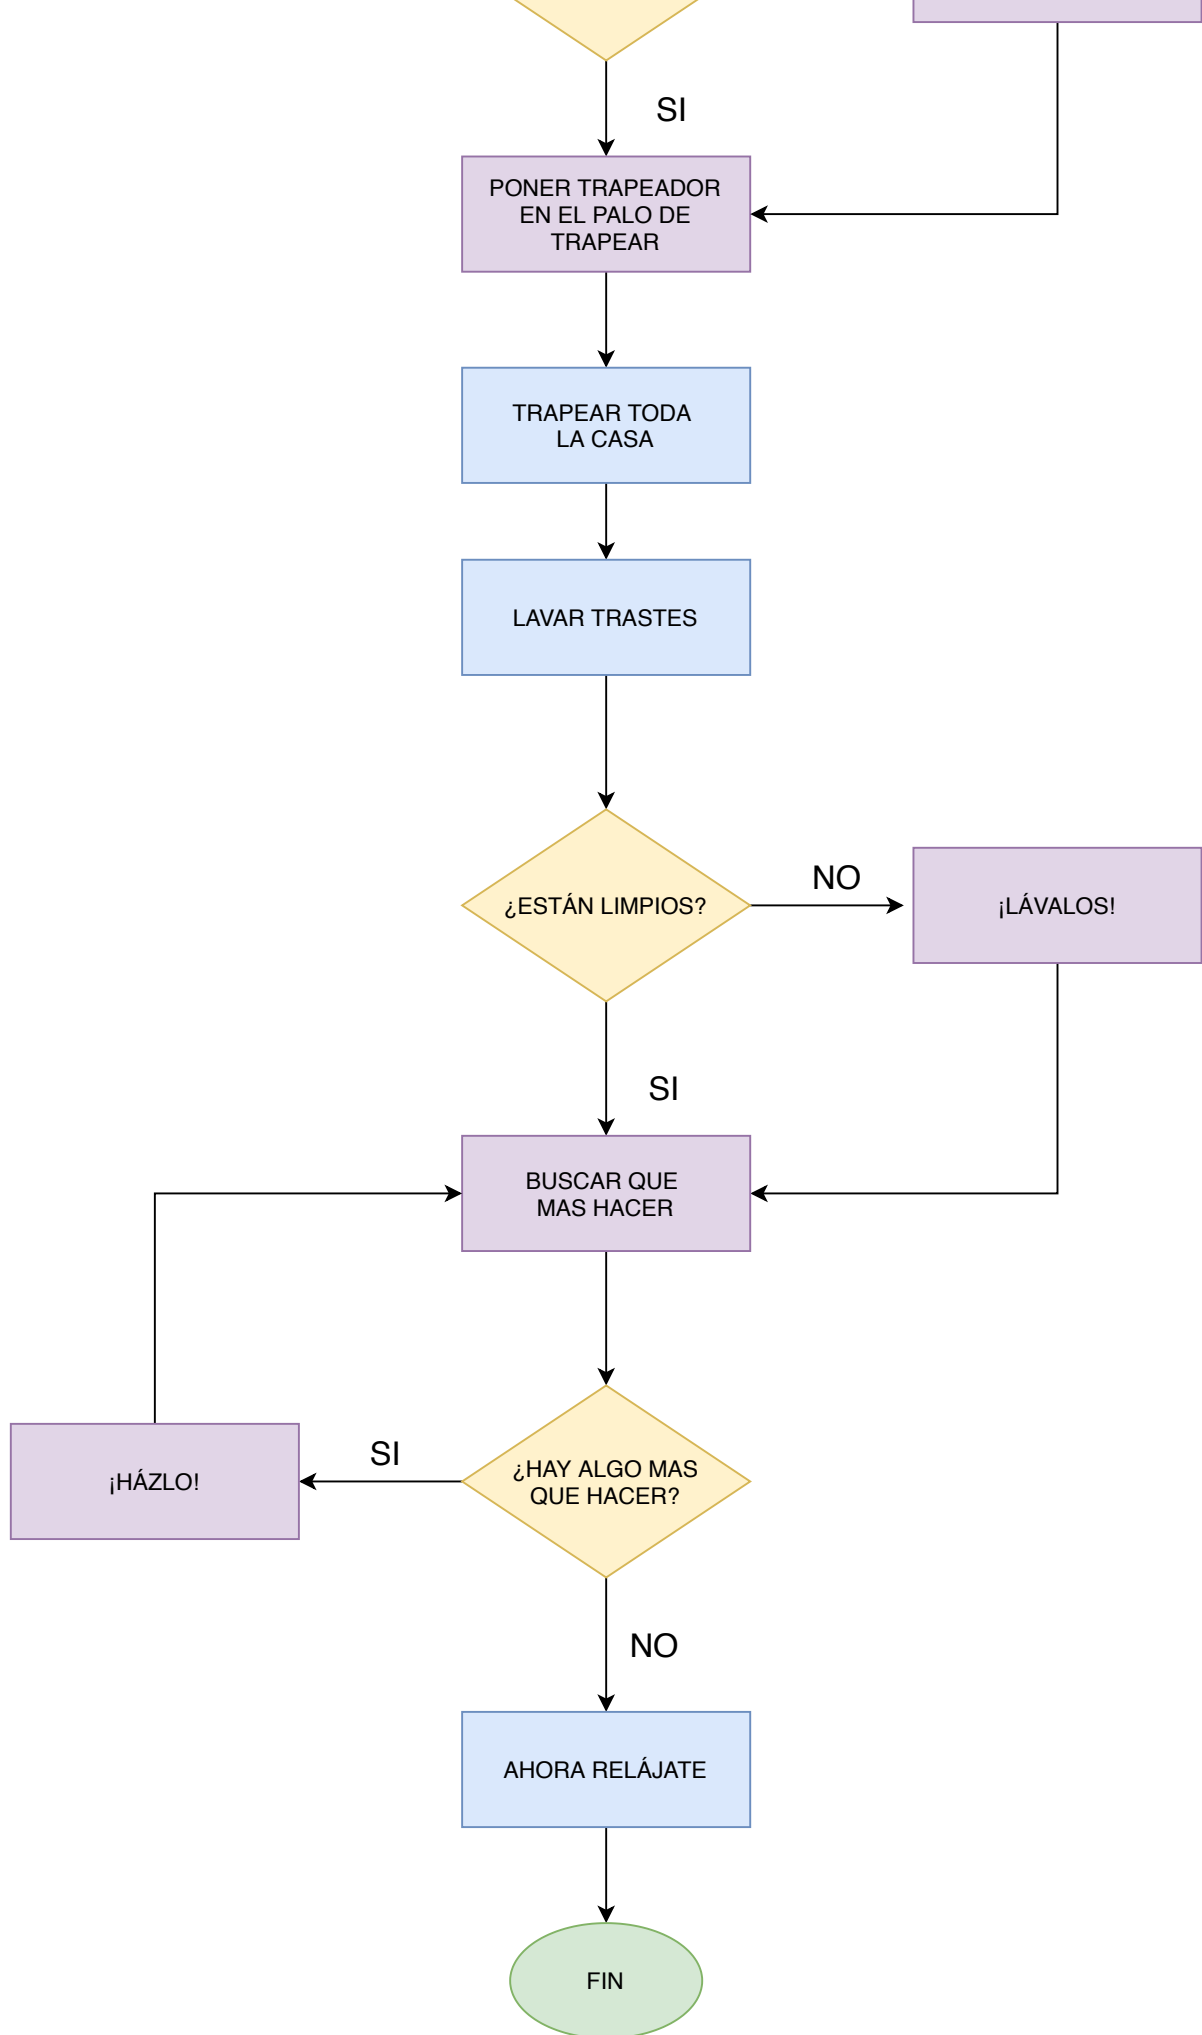 SI
PONER TRAPEADOR
EN EL PALO DE
TRAPEAR
TRAPEAR TODA
LA CASA
LAVAR TRASTES
¿ESTÁN LIMPIOS?
NO
¡LÁVALOS!
SI
BUSCAR QUE
MAS HACER
¡HÁZLO!
SI
¿HAY ALGO MAS
QUE HACER?
NO
AHORA RELÁJATE
FIN